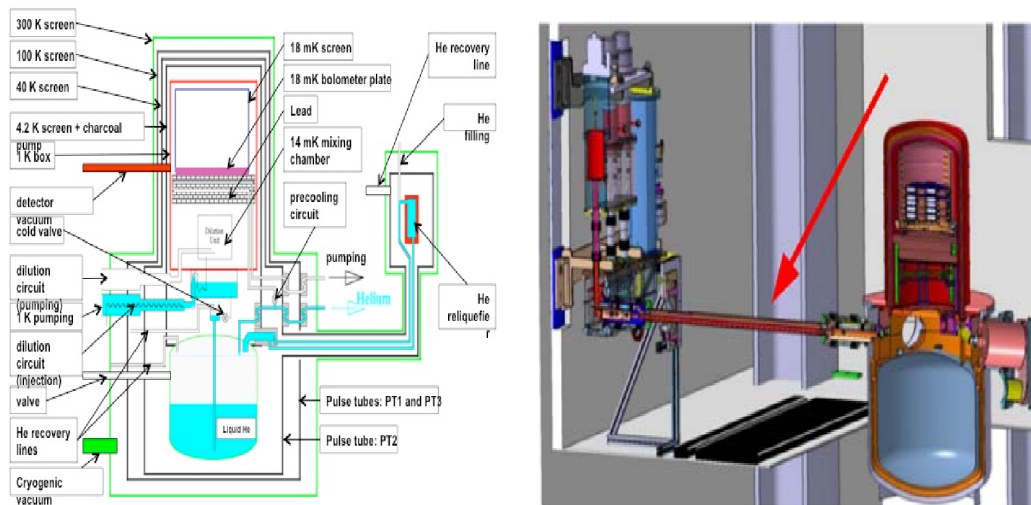 300 K screen
100 K screen
40 K screen
4.2 K screen + charcoal
pump
1 K box
detector
vacuum
cold valve
dilution
circuit
(pumping)
1K pumping
dilution
circuit
(injection)
valve
He recovery
lines
Cryogenic
vacuum
18 mK screen
18 mK bolometer plate
Lead
14 mK mixing
chamber
precooling
circuit
Dilution
Unit
pumping
Helium
Liquid He
Pulse tubes: PT1 and PT3
Pulse tube: PT2
He recovery
line
He
filling
He
reliquefie
r